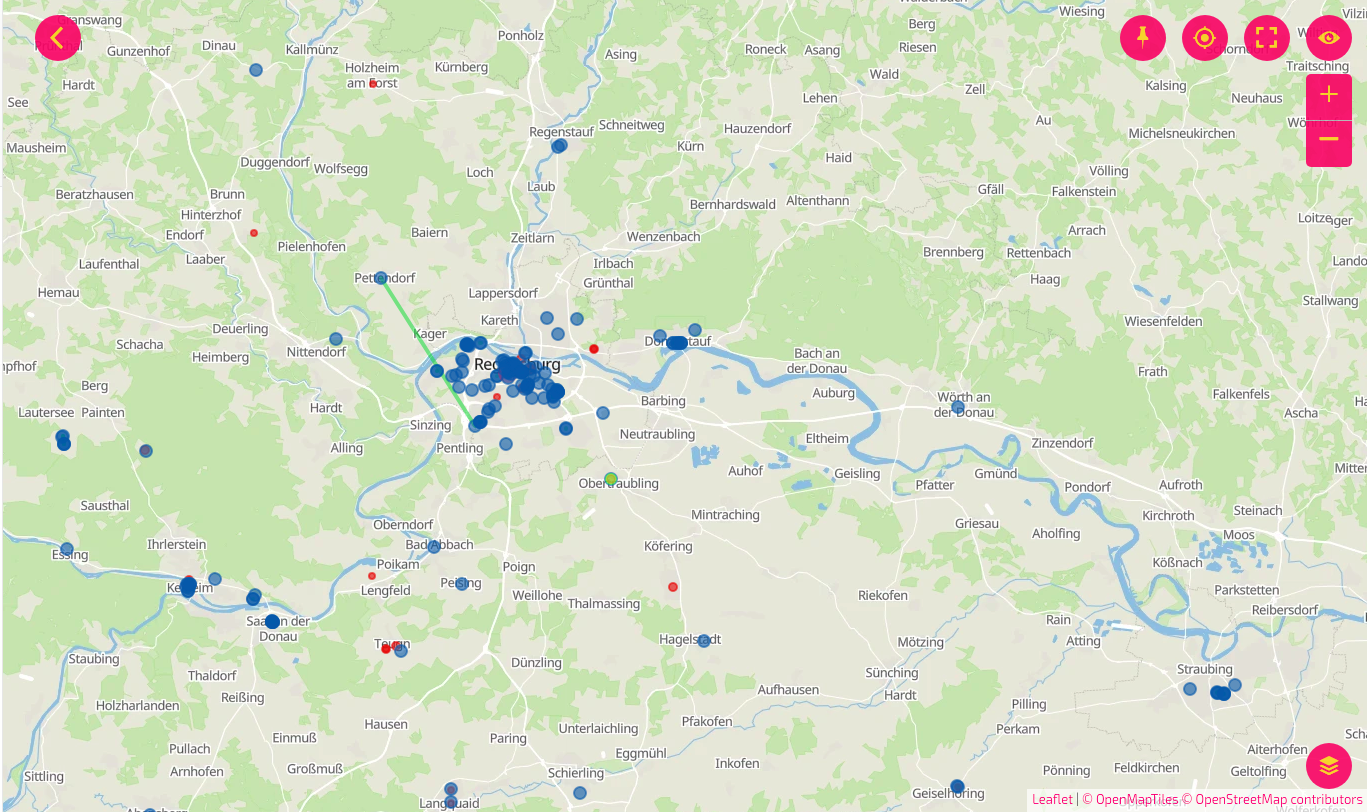 Granswang
Ponholz
Wiesing
Gunzenhof
Dinau
Kallmünz
Asing
Roneck
Asang
Berg
Riesen
Traitsching
Hardt
Holzheim
am Forst
Kürnberg
Wald
Zell
Kalsing
Neuhaus
See
Lehen
Regenstauf
Schneitweg
Hauzendorf
Au
Michelsneukirchen
Mausheim
Duggendorf
Wolfsegg
Loch
Kürn
Haid
Völling
Beratzhausen
Brunn
Laub
Bernhardswald
Altenthann
Gfäll
Falkenstein
Hinterzhof
Loitze
Endorf
Pielenhofen
Baiern
Zeitlarn
Wenzenbach
Arrach
Laufenthal
Laaber
Irlbach
Brennberg
Rettenbach
Hemau
Pettendorf
Grünthal
Haag
Lappersdorf
Stallwang
Deuerling
Kager
Kareth
Wiesenfelden
Schacha
Heimberg
Nittendorf
Regensburg
Donaustauf
Bach an
der Donau
Frath
Berg
Auburg
Falkenfels
Lautersee
Painten
Hardt
Barbing
Wörth an
der Donau
Ascha
Sinzing
Alling
Pentling
Neutraubling
Eltheim
Zinzendorf
Auhof
Geisling
Gmünd
Pfatter
Pondorf
Aufroth
Obertraubling
Sausthal
Mintraching
Griesau
Kirchroth
Steinach
Oberndorf
Aholfing
Moos
Essing
Ihrlerstein
Bad Abbach
Köfering
Kößnach
Poikam
Poign
Kelheim
Lengfeld
Peising
Weillohe
Thalmassing
Riekofen
Parkstetten
Reibersdorf
Saal an der
Donau
Rain
Atting
Teugn
Hagelstadt
Mötzing
Staubing
Thaldorf
Dünzling
Sünching
Straubing
Reißing
Aufhausen
Hardt
Holzharlanden
Pilling
Hausen
Unterlaichling
Pfakofen
Perkam
Einmuß
Paring
Pullach
Eggmühl
Inkofen
Aiterhofen
Sittling
Arnhofen
Großmuß
Schierling
Pönning
Feldkirchen
Geltolfing
Langquaid
Geiselhöring
Leaflet | © OpenMapTiles © OpenStreetMap contributors